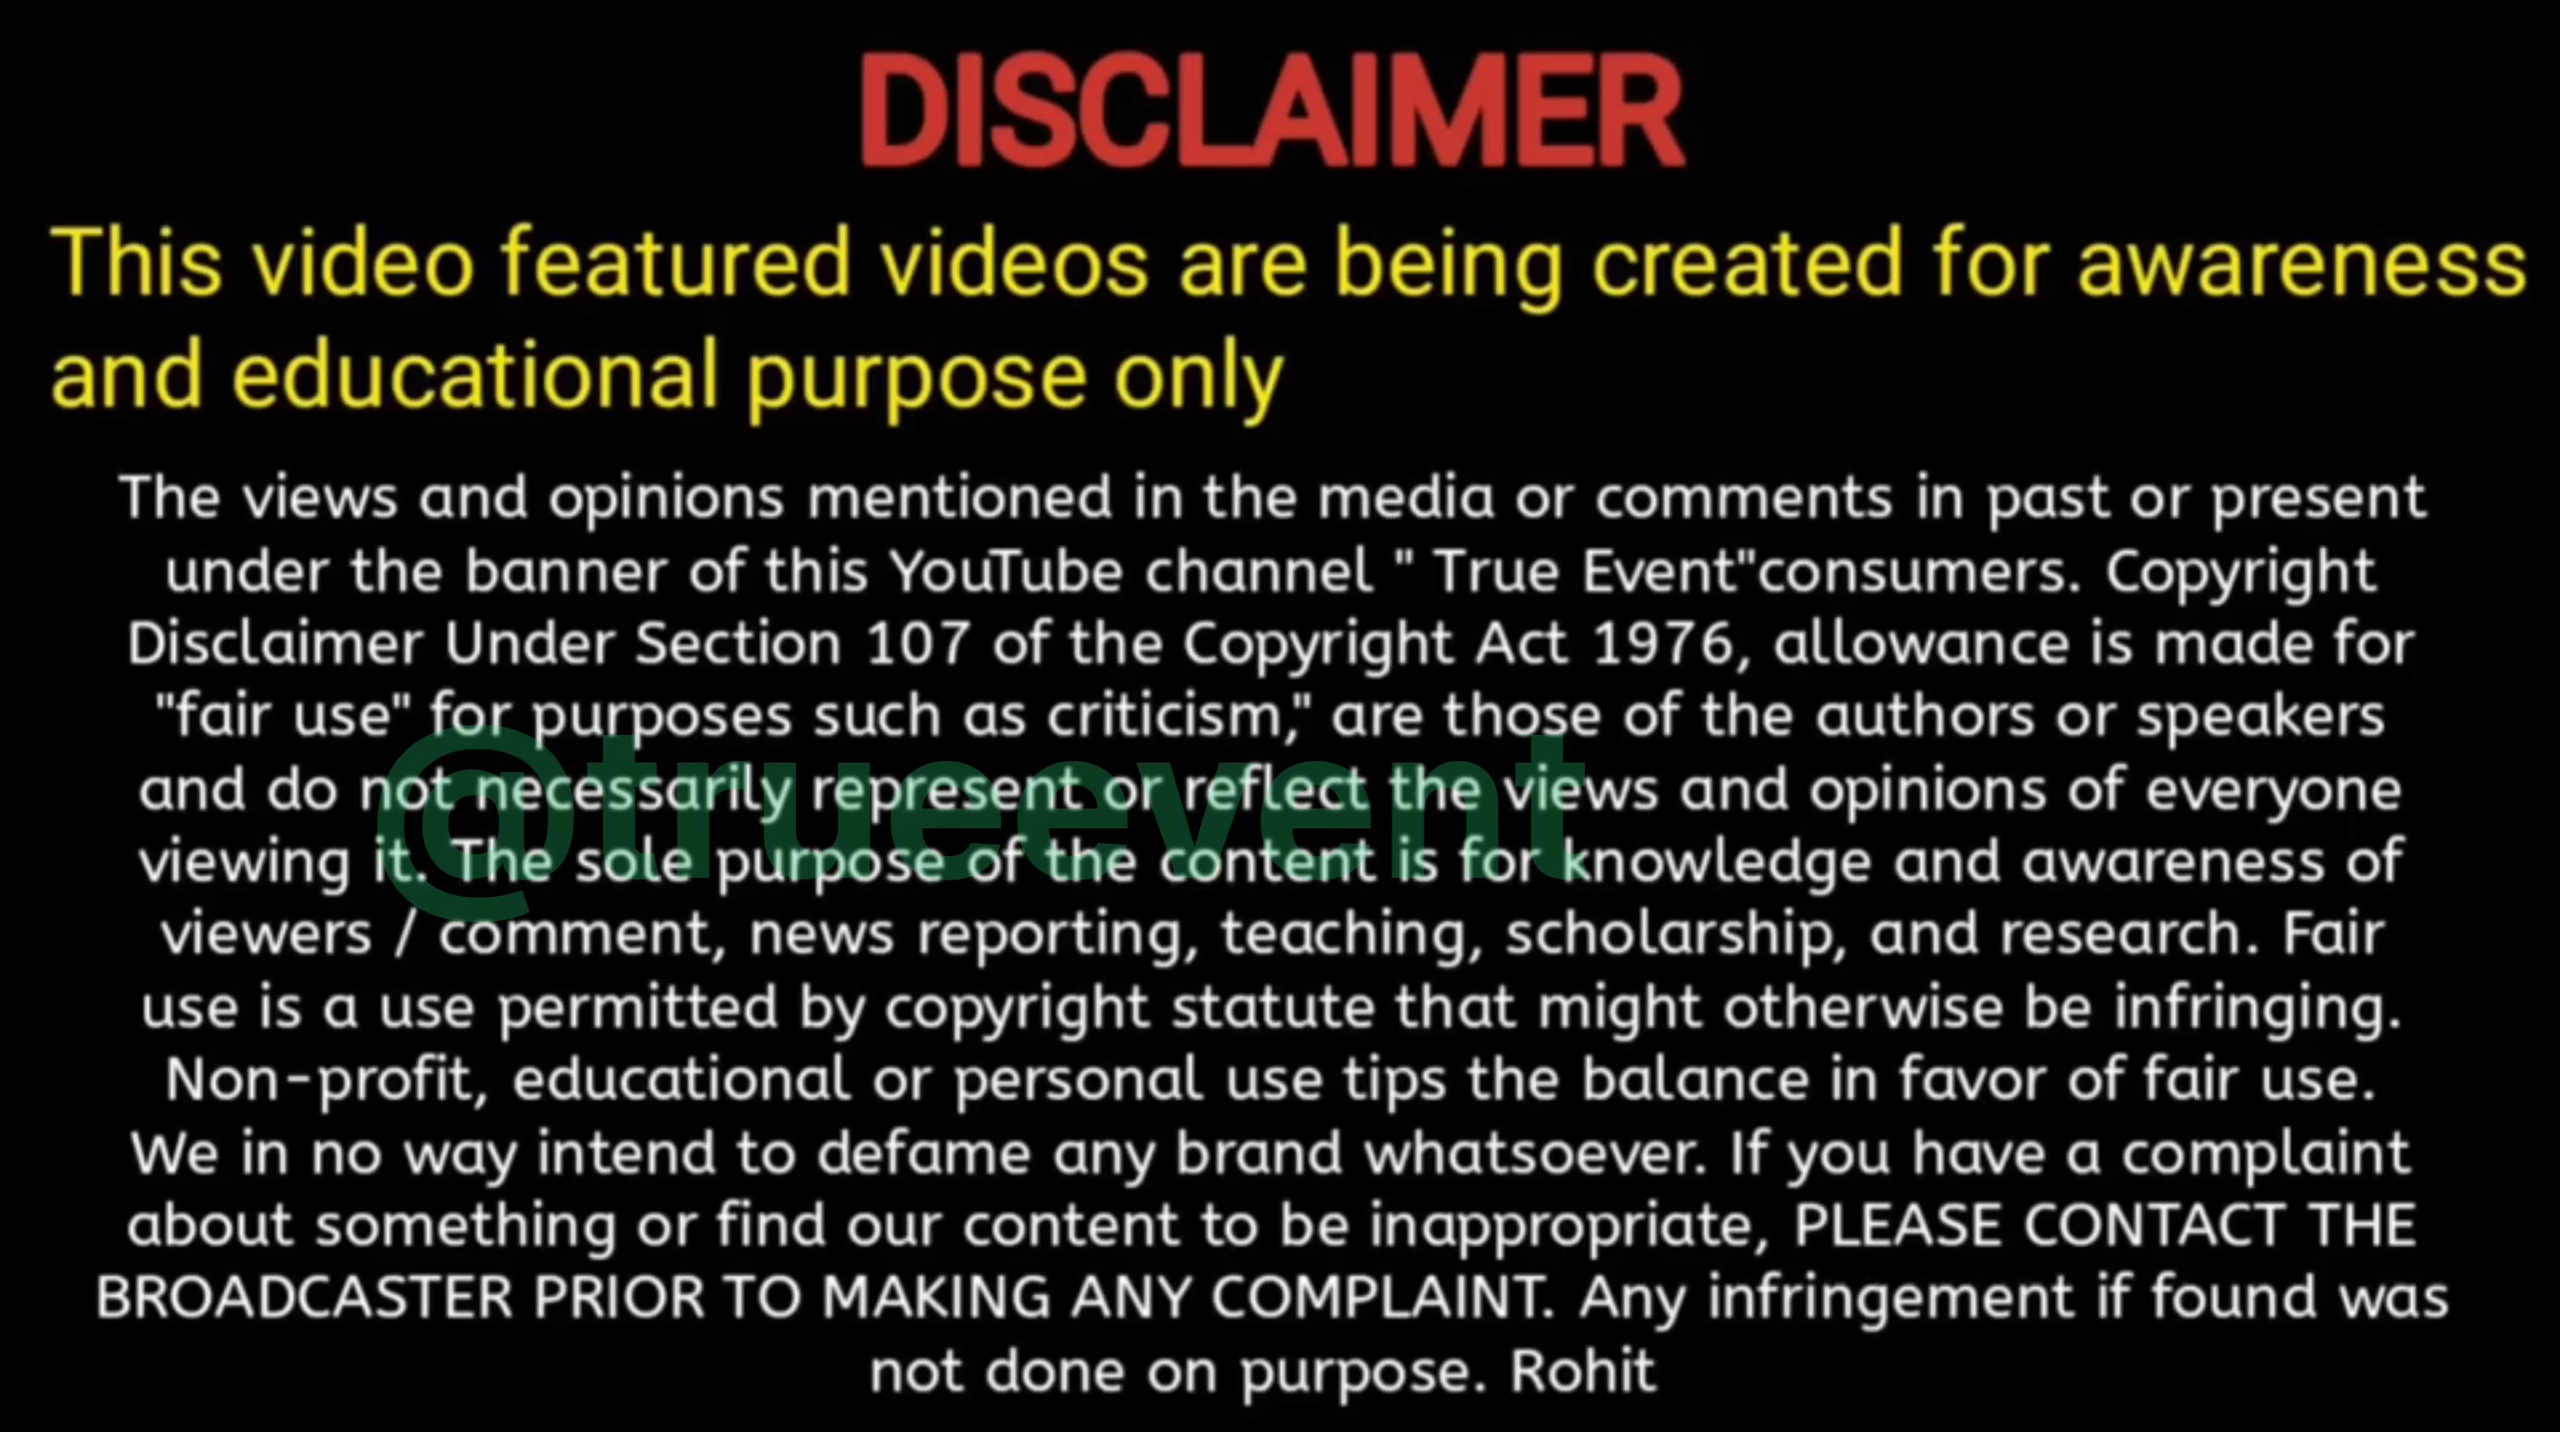 DISCLAIMER
This video featured videos are being created for awareness
and educational purpose only
The views and opinions mentioned in the media or comments in past or present
under the banner of this YouTube channel " True Event"consumers. Copyright
Disclaimer Under Section 107 of the Copyright Act 1976, allowance is made for
"fair use" for purposes such as criticism," are those of the authors or speakers
and do not necessarily represent or reflect the views and opinions of everyone
viewing it. The sole purpose of the content is for knowledge and awareness of
viewers / comment, news reporting, teaching, scholarship, and research. Fair
use is a use permitted by copyright statute that might otherwise be infringing.
Non-profit, educational or personal use tips the balance in favor of fair use.
We in no way intend to defame any brand whatsoever. If you have a complaint
about something or find our content to be inappropriate, PLEASE CONTACT THE
BROADCASTER PRIOR TO MAKING ANY COMPLAINT. Any infringement if found was
not done on purpose. Rohit
@trueevent